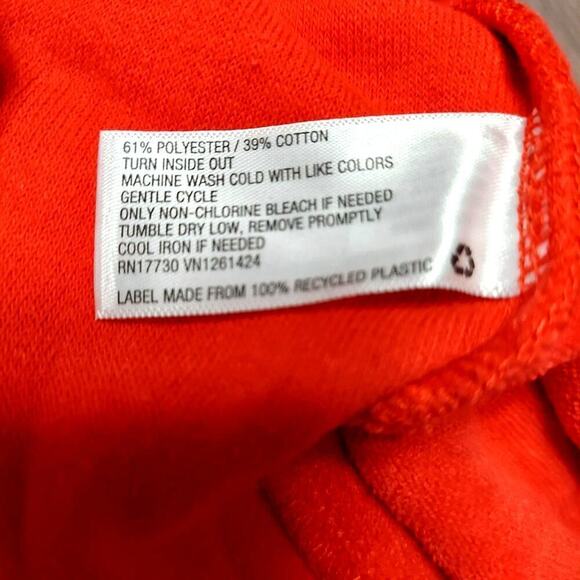 61% POLYESTER / 39% COTTON
TURN INSIDE OUT
MACHINE WASH COLD WITH LIKE COLORS
GENTLE CYCLE
ONLY NON-CHLORINE BLEACH IF NEEDED
TUMBLE DRY LOW, REMOVE PROMPTLY
COOL IRON IF NEEDED
RN17730 VN1261424
LABEL MADE FROM 100% RECYCLED PLASTIC